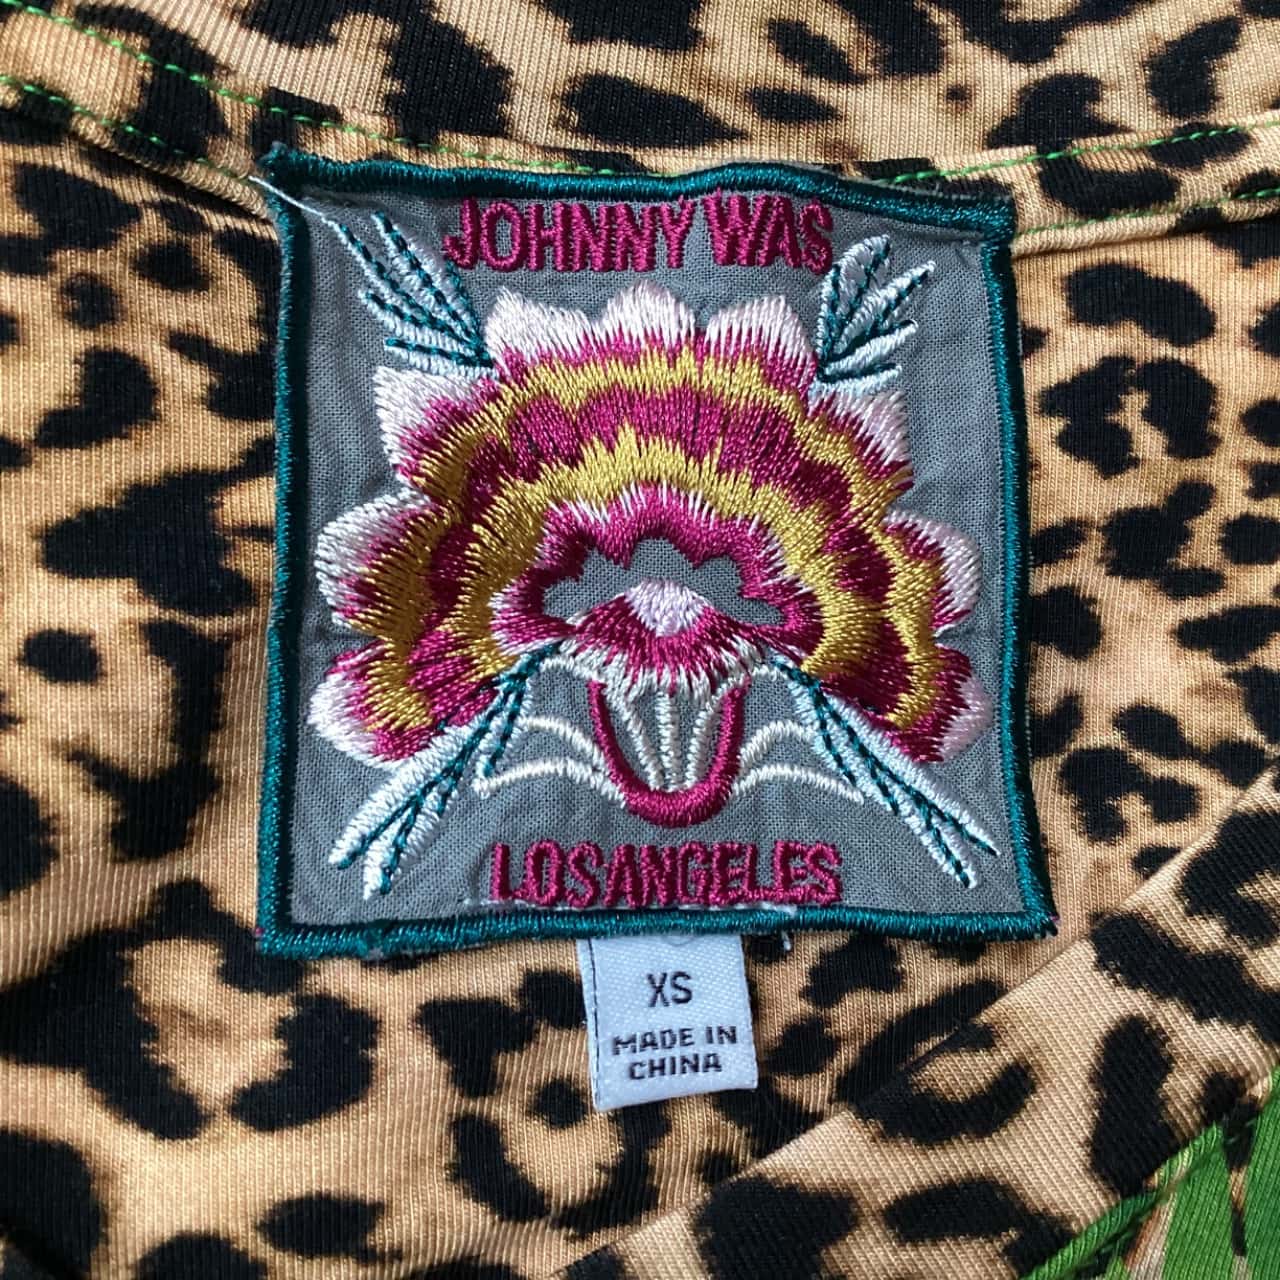 JOHNNY WAS
LOS ANGELES
XS
MADE IN
CHINA